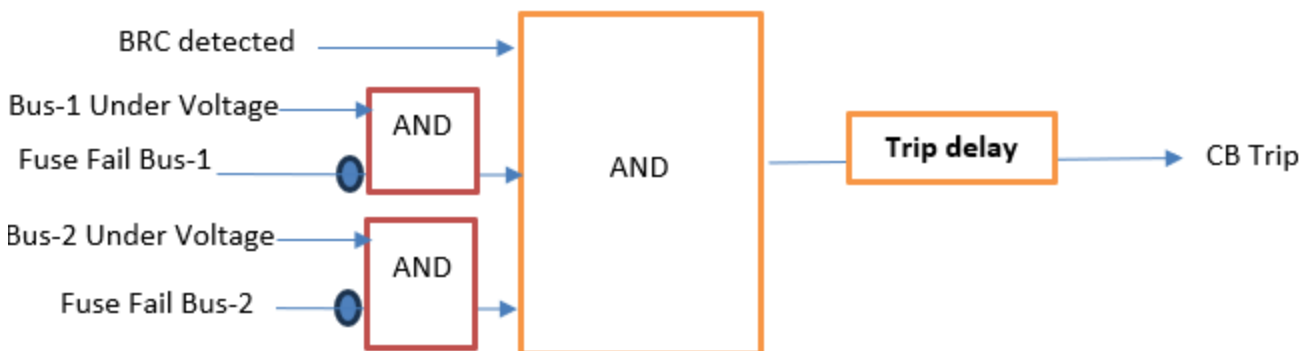 BRC detected
Bus-1 Under Voltage
AND
Fuse Fail Bus-1
AND
Trip delay
CB Trip
Bus-2 Under Voltage
AND
Fuse Fail Bus-2